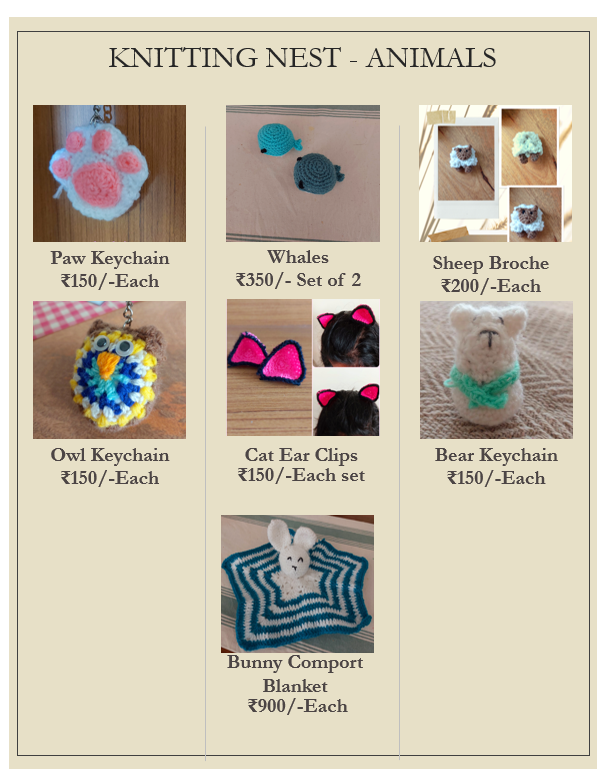 KNITTING NEST - ANIMALS
Paw Keychain
₹150/-Each
Whales
₹350/- Set of 2
Sheep Broche
₹200/-Each
Owl Keychain
₹150/-Each
Cat Ear Clips
₹150/-Each set
Bear Keychain
₹150/-Each
Bunny Comport
Blanket
₹900/-Each